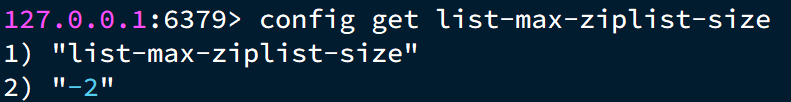 127.0.0.1:6379> config get list-max-ziplist-size
1) "list-max-ziplist-size"
2) "-2"